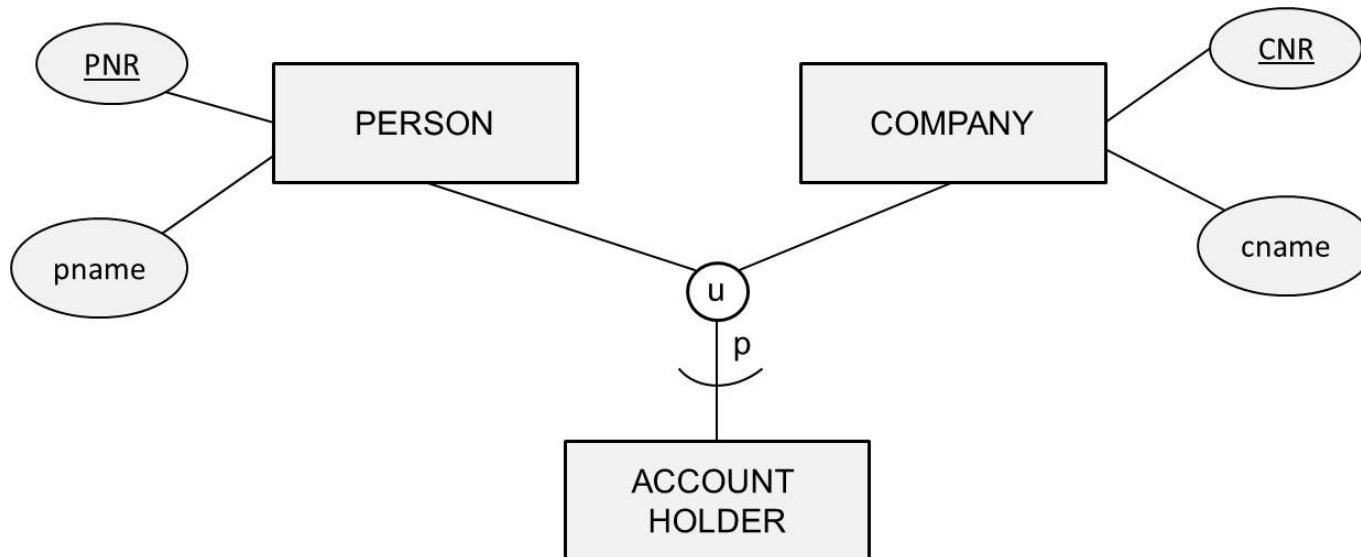 PNR
CNR
PERSON
COMPANY
pname
cname
u
p
ACCOUNT
HOLDER